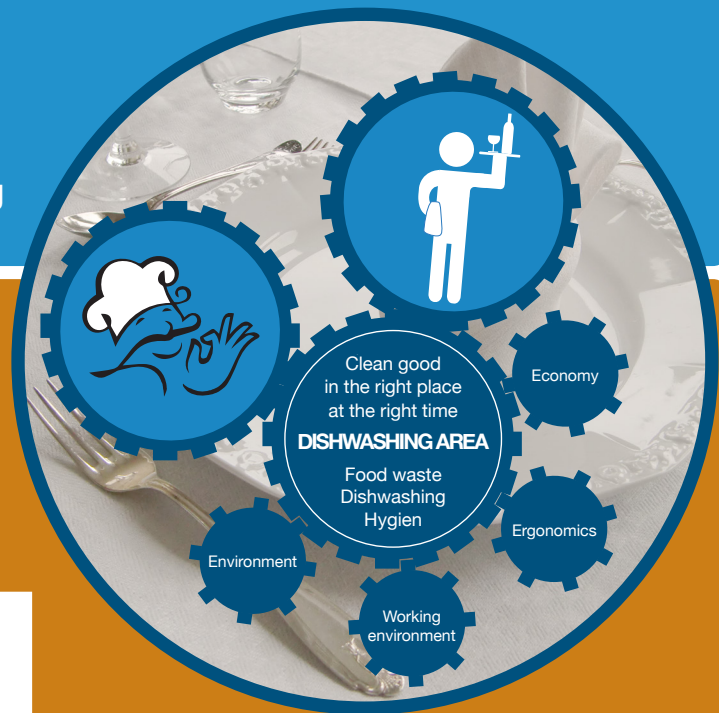 Clean good
in the right place
at the right time
DISHWASHING AREA
Food waste
Dishwashing
Hygien
Economy
Ergonomics
Working
environment
Environment